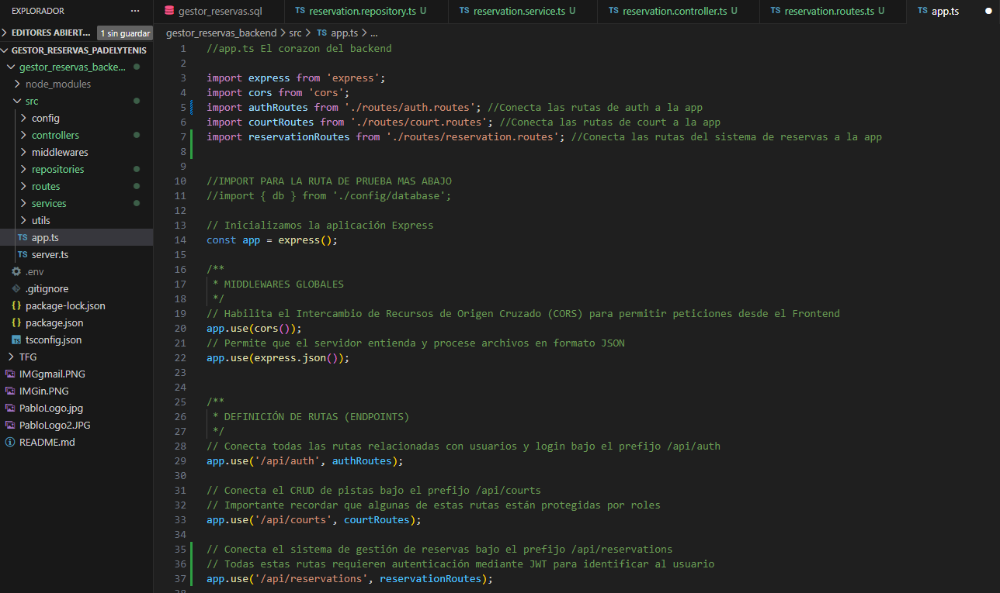 EXPLORADOR
···
gestor_reservas.sql
TS reservation.repository.ts U
TS reservation.service.ts U
TS reservation.controller.ts U
TS reservation.routes.ts U
TS app.ts
EDITORES ABIERT...
1 sin guardar
GESTOR_RESERVAS_PADELYTENIS
gestor_reservas_backe...
node_modules
src
config
controllers
middlewares
repositories
routes
services
utils
TS app.ts
TS server.ts
.env
.gitignore
{} package-lock.json
{} package.json
TS tsconfig.json
TFG
IMGgmail.PNG
IMGin.PNG
PabloLogo.jpg
PabloLogo2.JPG
README.md
gestor_reservas_backend > src > TS app.ts > ...
1 //app.ts El corazon del backend
2
3 import express from 'express';
4 import cors from 'cors';
5 import authRoutes from './routes/auth.routes'; //Conecta las rutas de auth a la app
6 import courtRoutes from './routes/court.routes'; //Conecta las rutas de court a la app
7 import reservationRoutes from './routes/reservation.routes'; //Conecta las rutas del sistema de reservas a la app
8
9
10 //IMPORT PARA LA RUTA DE PRUEBA MAS ABAJO
11 //import { db } from './config/database';
12
13 // Inicializamos la aplicación Express
14 const app = express();
15
16 /**
17 * MIDDLEWARES GLOBALES
18 */
19 // Habilita el Intercambio de Recursos de Origen Cruzado (CORS) para permitir peticiones desde el Frontend
20 app.use(cors());
21 // Permite que el servidor entienda y procese archivos en formato JSON
22 app.use(express.json());
23
24
25 /**
26 * DEFINICIÓN DE RUTAS (ENDPOINTS)
27 */
28 // Conecta todas las rutas relacionadas con usuarios y login bajo el prefijo /api/auth
29 app.use('/api/auth', authRoutes);
30
31 // Conecta el CRUD de pistas bajo el prefijo /api/courts
32 // Importante recordar que algunas de estas rutas están protegidas por roles
33 app.use('/api/courts', courtRoutes);
34
35 // Conecta el sistema de gestión de reservas bajo el prefijo /api/reservations
36 // Todas estas rutas requieren autenticación mediante JWT para identificar al usuario
37 app.use('/api/reservations', reservationRoutes);
38